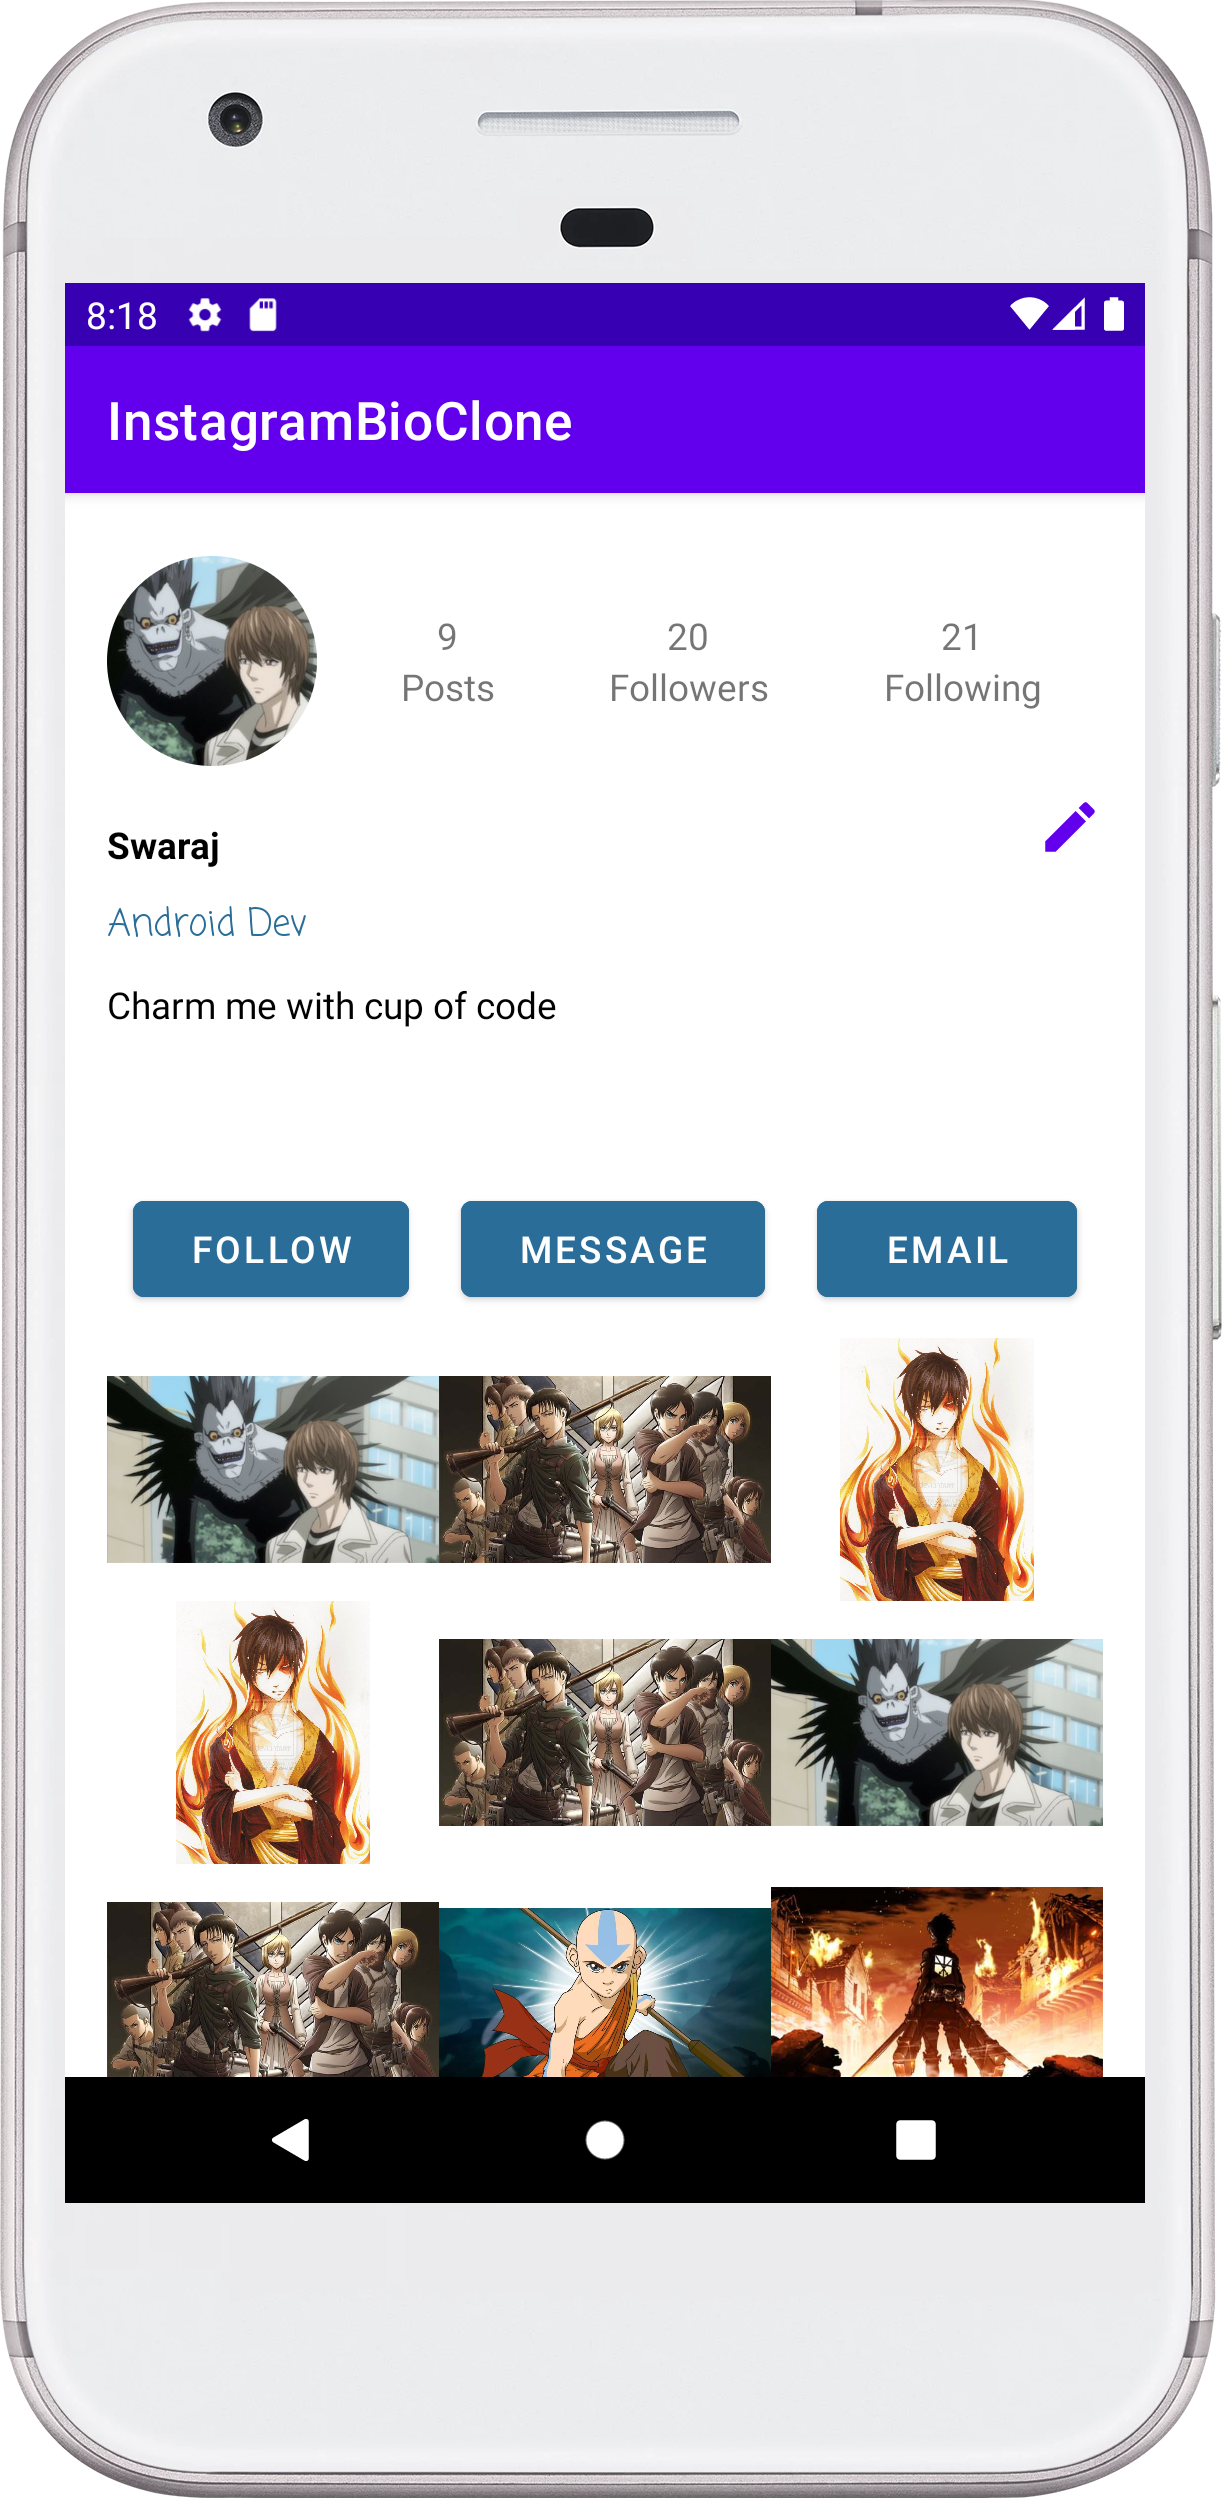 8:18
InstagramBioClone
9 20 21
Posts Followers Following
Swaraj
Android Dev
Charm me with cup of code
FOLLOW MESSAGE EMAIL